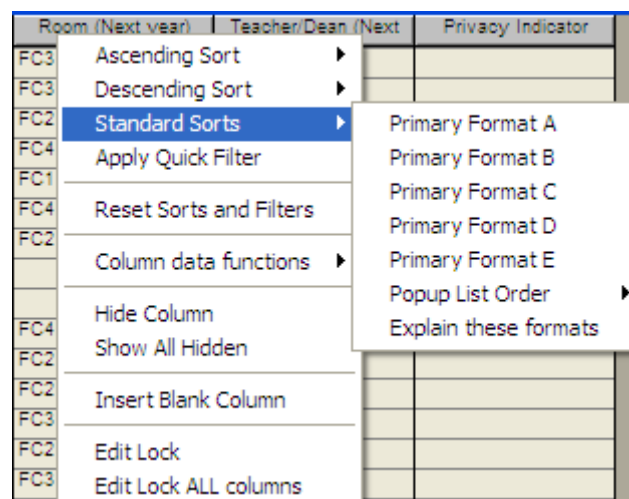 Room (Next year) Teacher/Dean (Next Privacy Indicator
FC3
FC3
FC2
FC4
FC1
FC4
FC2
FC4
FC2
FC2
FC3
FC2
FC3
Ascending Sort
Descending Sort
Standard Sorts
Apply Quick Filter
Reset Sorts and Filters
Column data functions
Hide Column
Show All Hidden
Insert Blank Column
Edit Lock
Edit Lock ALL columns
Primary Format A
Primary Format B
Primary Format C
Primary Format D
Primary Format E
Popup List Order
Explain these formats